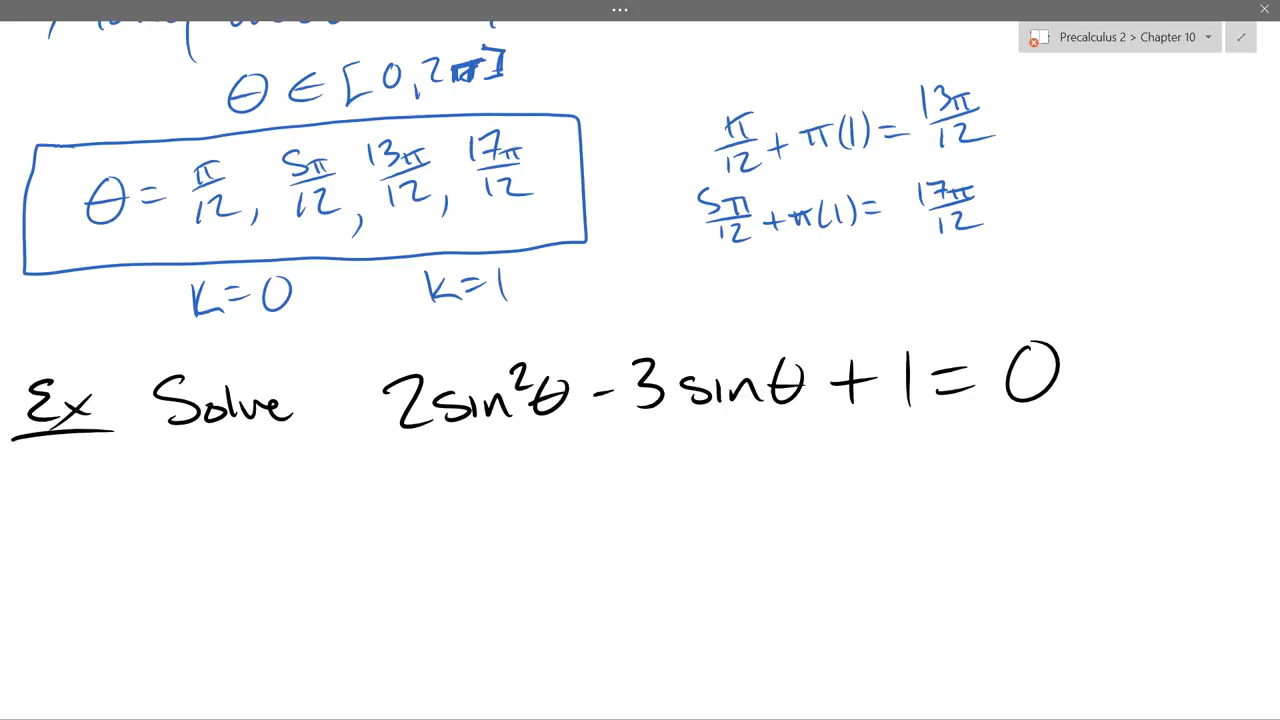 Precalculus 2 > Chapter 10
θ ∈ [0, 2π]
θ = π/12, 5π/12, 13π/12, 17π/12
π/12 + π(1) = 13π/12
5π/12 + π(1) = 17π/12
k=0 k=1
Ex Solve 2sin²θ - 3sinθ + 1 = 0